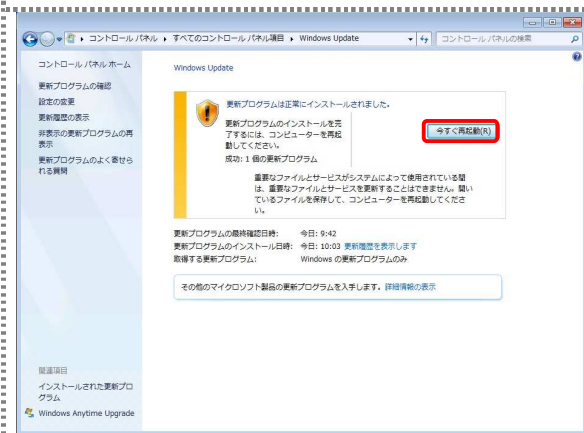 コントロール パネル ▸ すべてのコントロール パネル項目 ▸ Windows Update
コントロール パネルの検索
コントロール パネル ホーム
更新プログラムの確認
設定の変更
更新履歴の表示
非表示の更新プログラムの再
表示
更新プログラムのよく寄せら
れる質問
Windows Update
更新プログラムは正常にインストールされました。
更新プログラムのインストールを完
了するには、コンピューターを再起
動してください。
成功: 1 個の更新プログラム
今すぐ再起動(R)
重要なファイルとサービスがシステムによって使用されている間
は、重要なファイルとサービスを更新することはできません。開い
ているファイルを保存して、コンピューターを再起動してくださ
い。
更新プログラムの最終確認日時: 今日: 9:42
更新プログラムのインストール日時: 今日: 10:03 更新履歴を表示します
取得する更新プログラム: Windows の更新プログラムのみ
その他のマイクロソフト製品の更新プログラムを入手します。 詳細情報の表示
関連項目
インストールされた更新プロ
グラム
Windows Anytime Upgrade